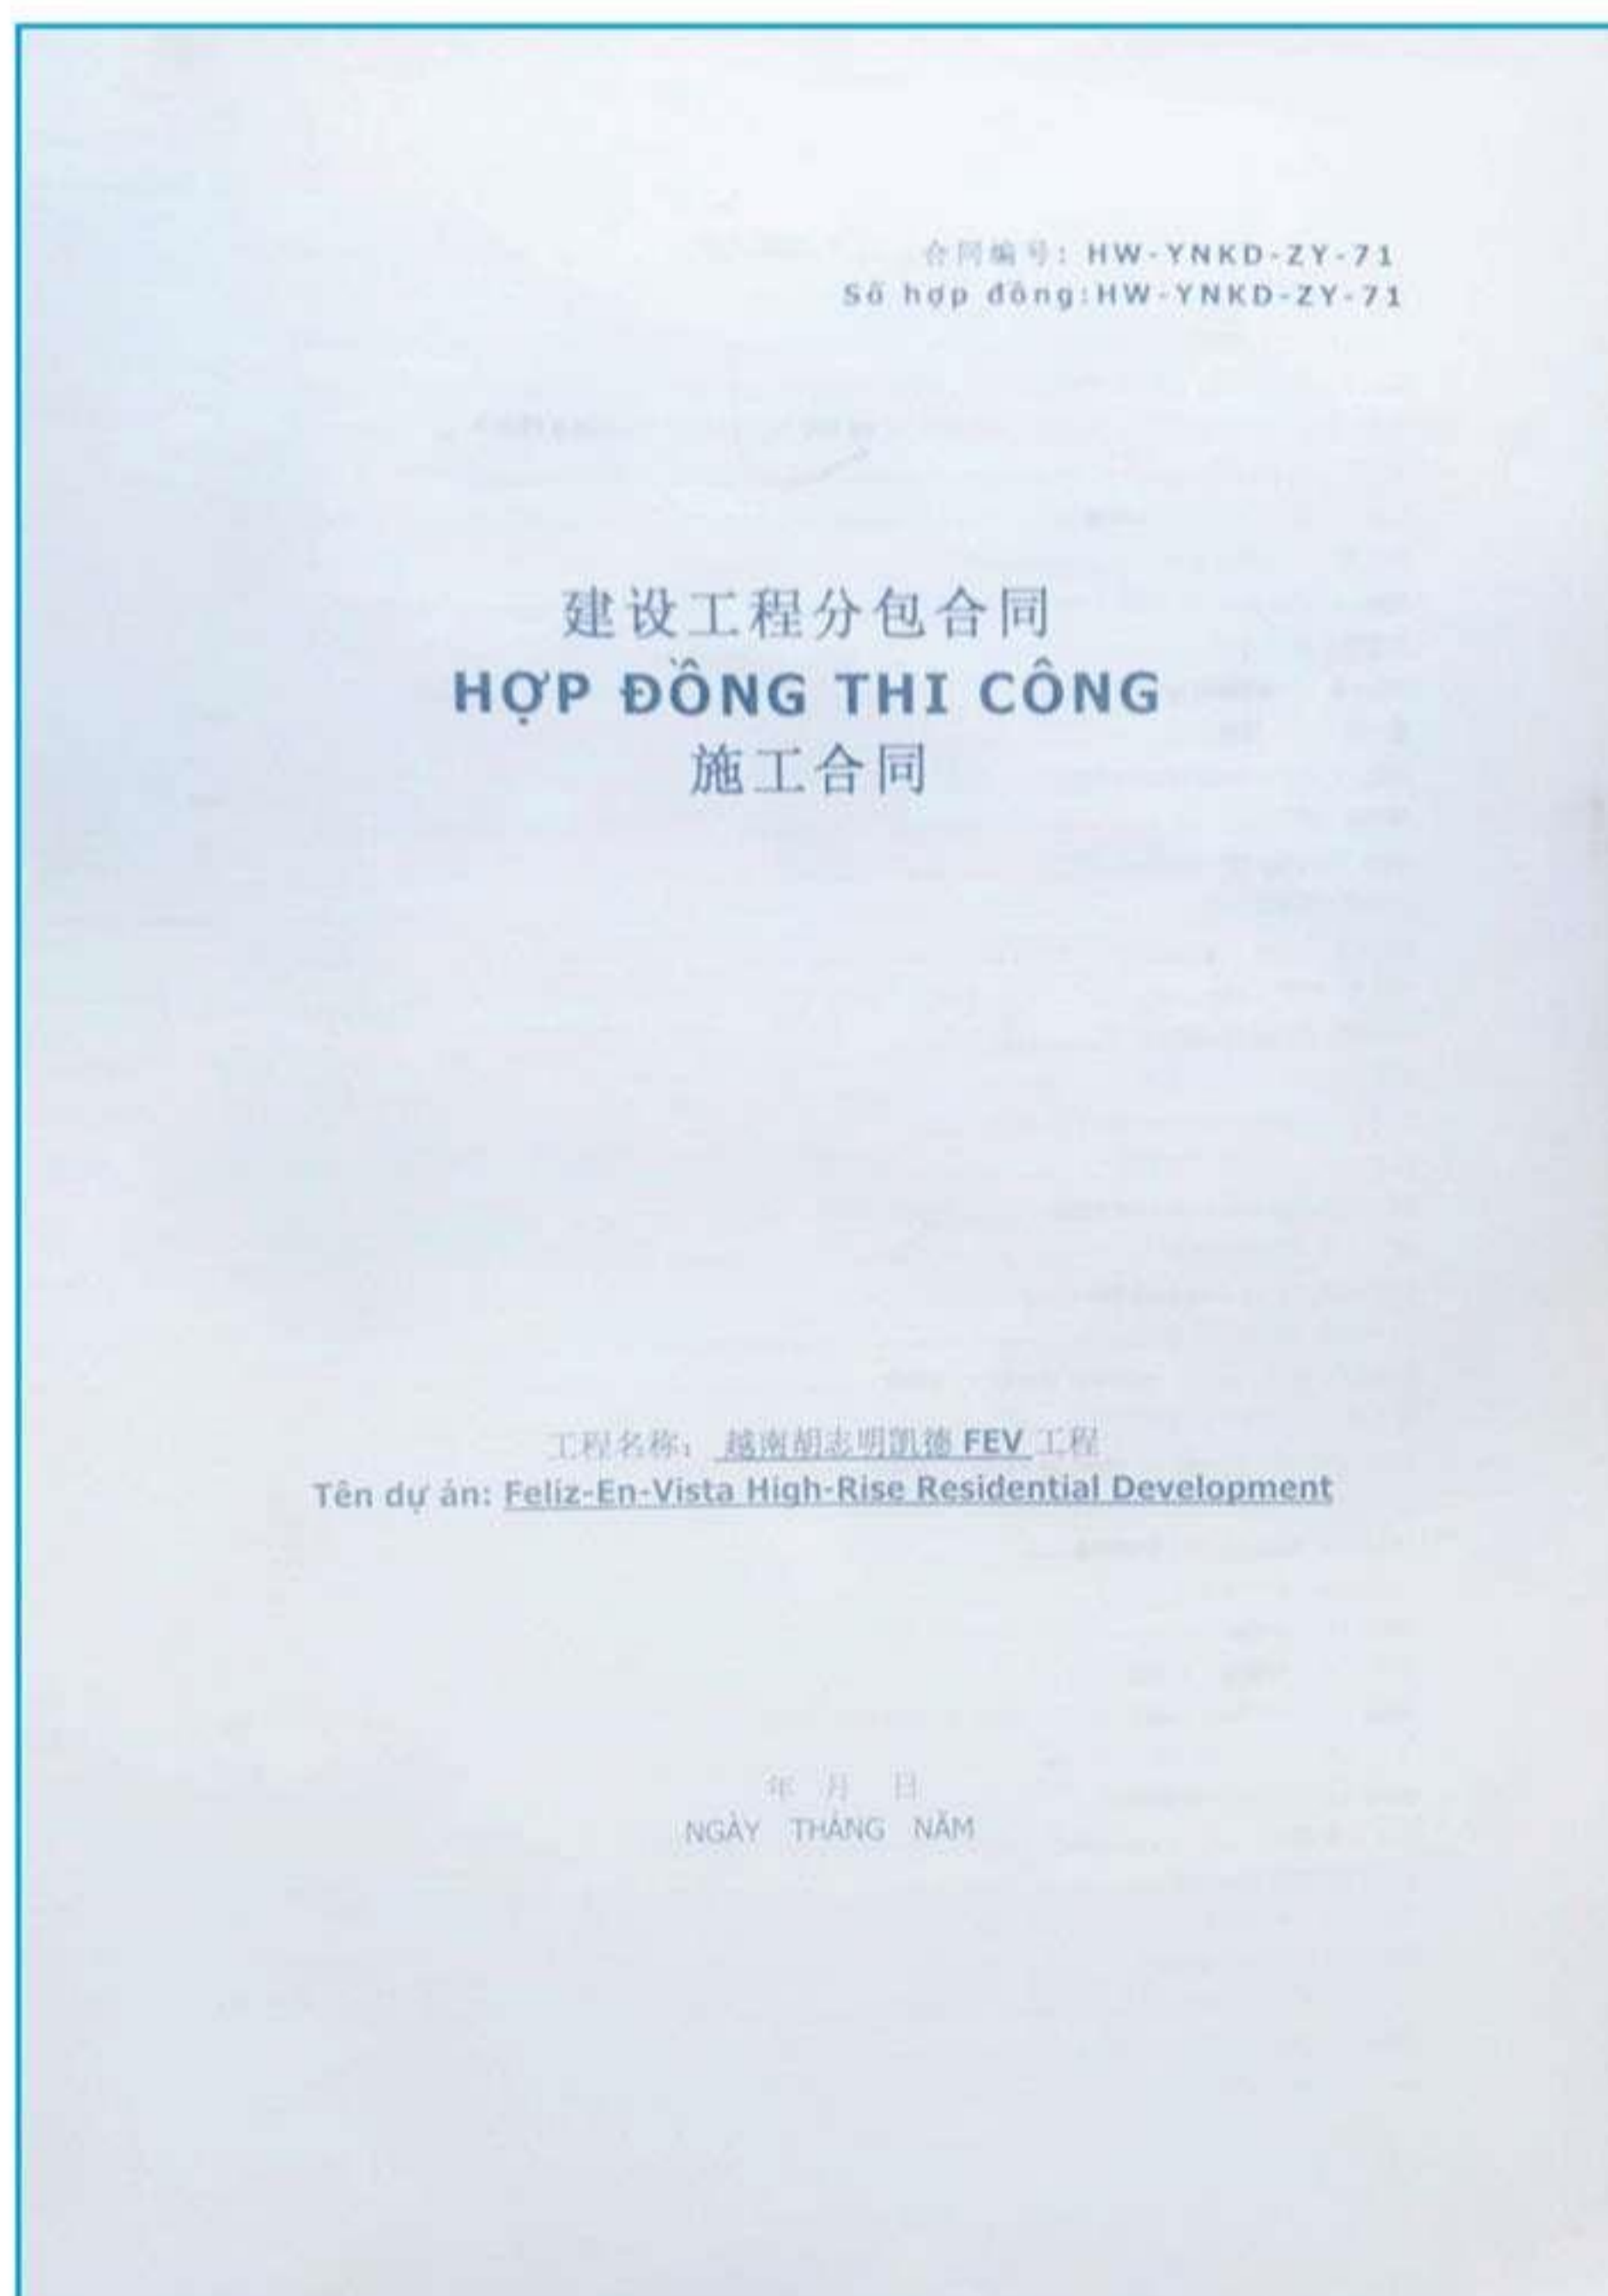 合同编号: HW-YNKD-ZY-71
Số hợp đồng:HW-YNKD-ZY-71
建设工程分包合同
HỢP ĐỒNG THI CÔNG
施工合同
工程名称: 越南胡志明凯德 FEV 工程
Tên dự án: Feliz-En-Vista High-Rise Residential Development
年 月 日
NGÀY THÁNG NĂM